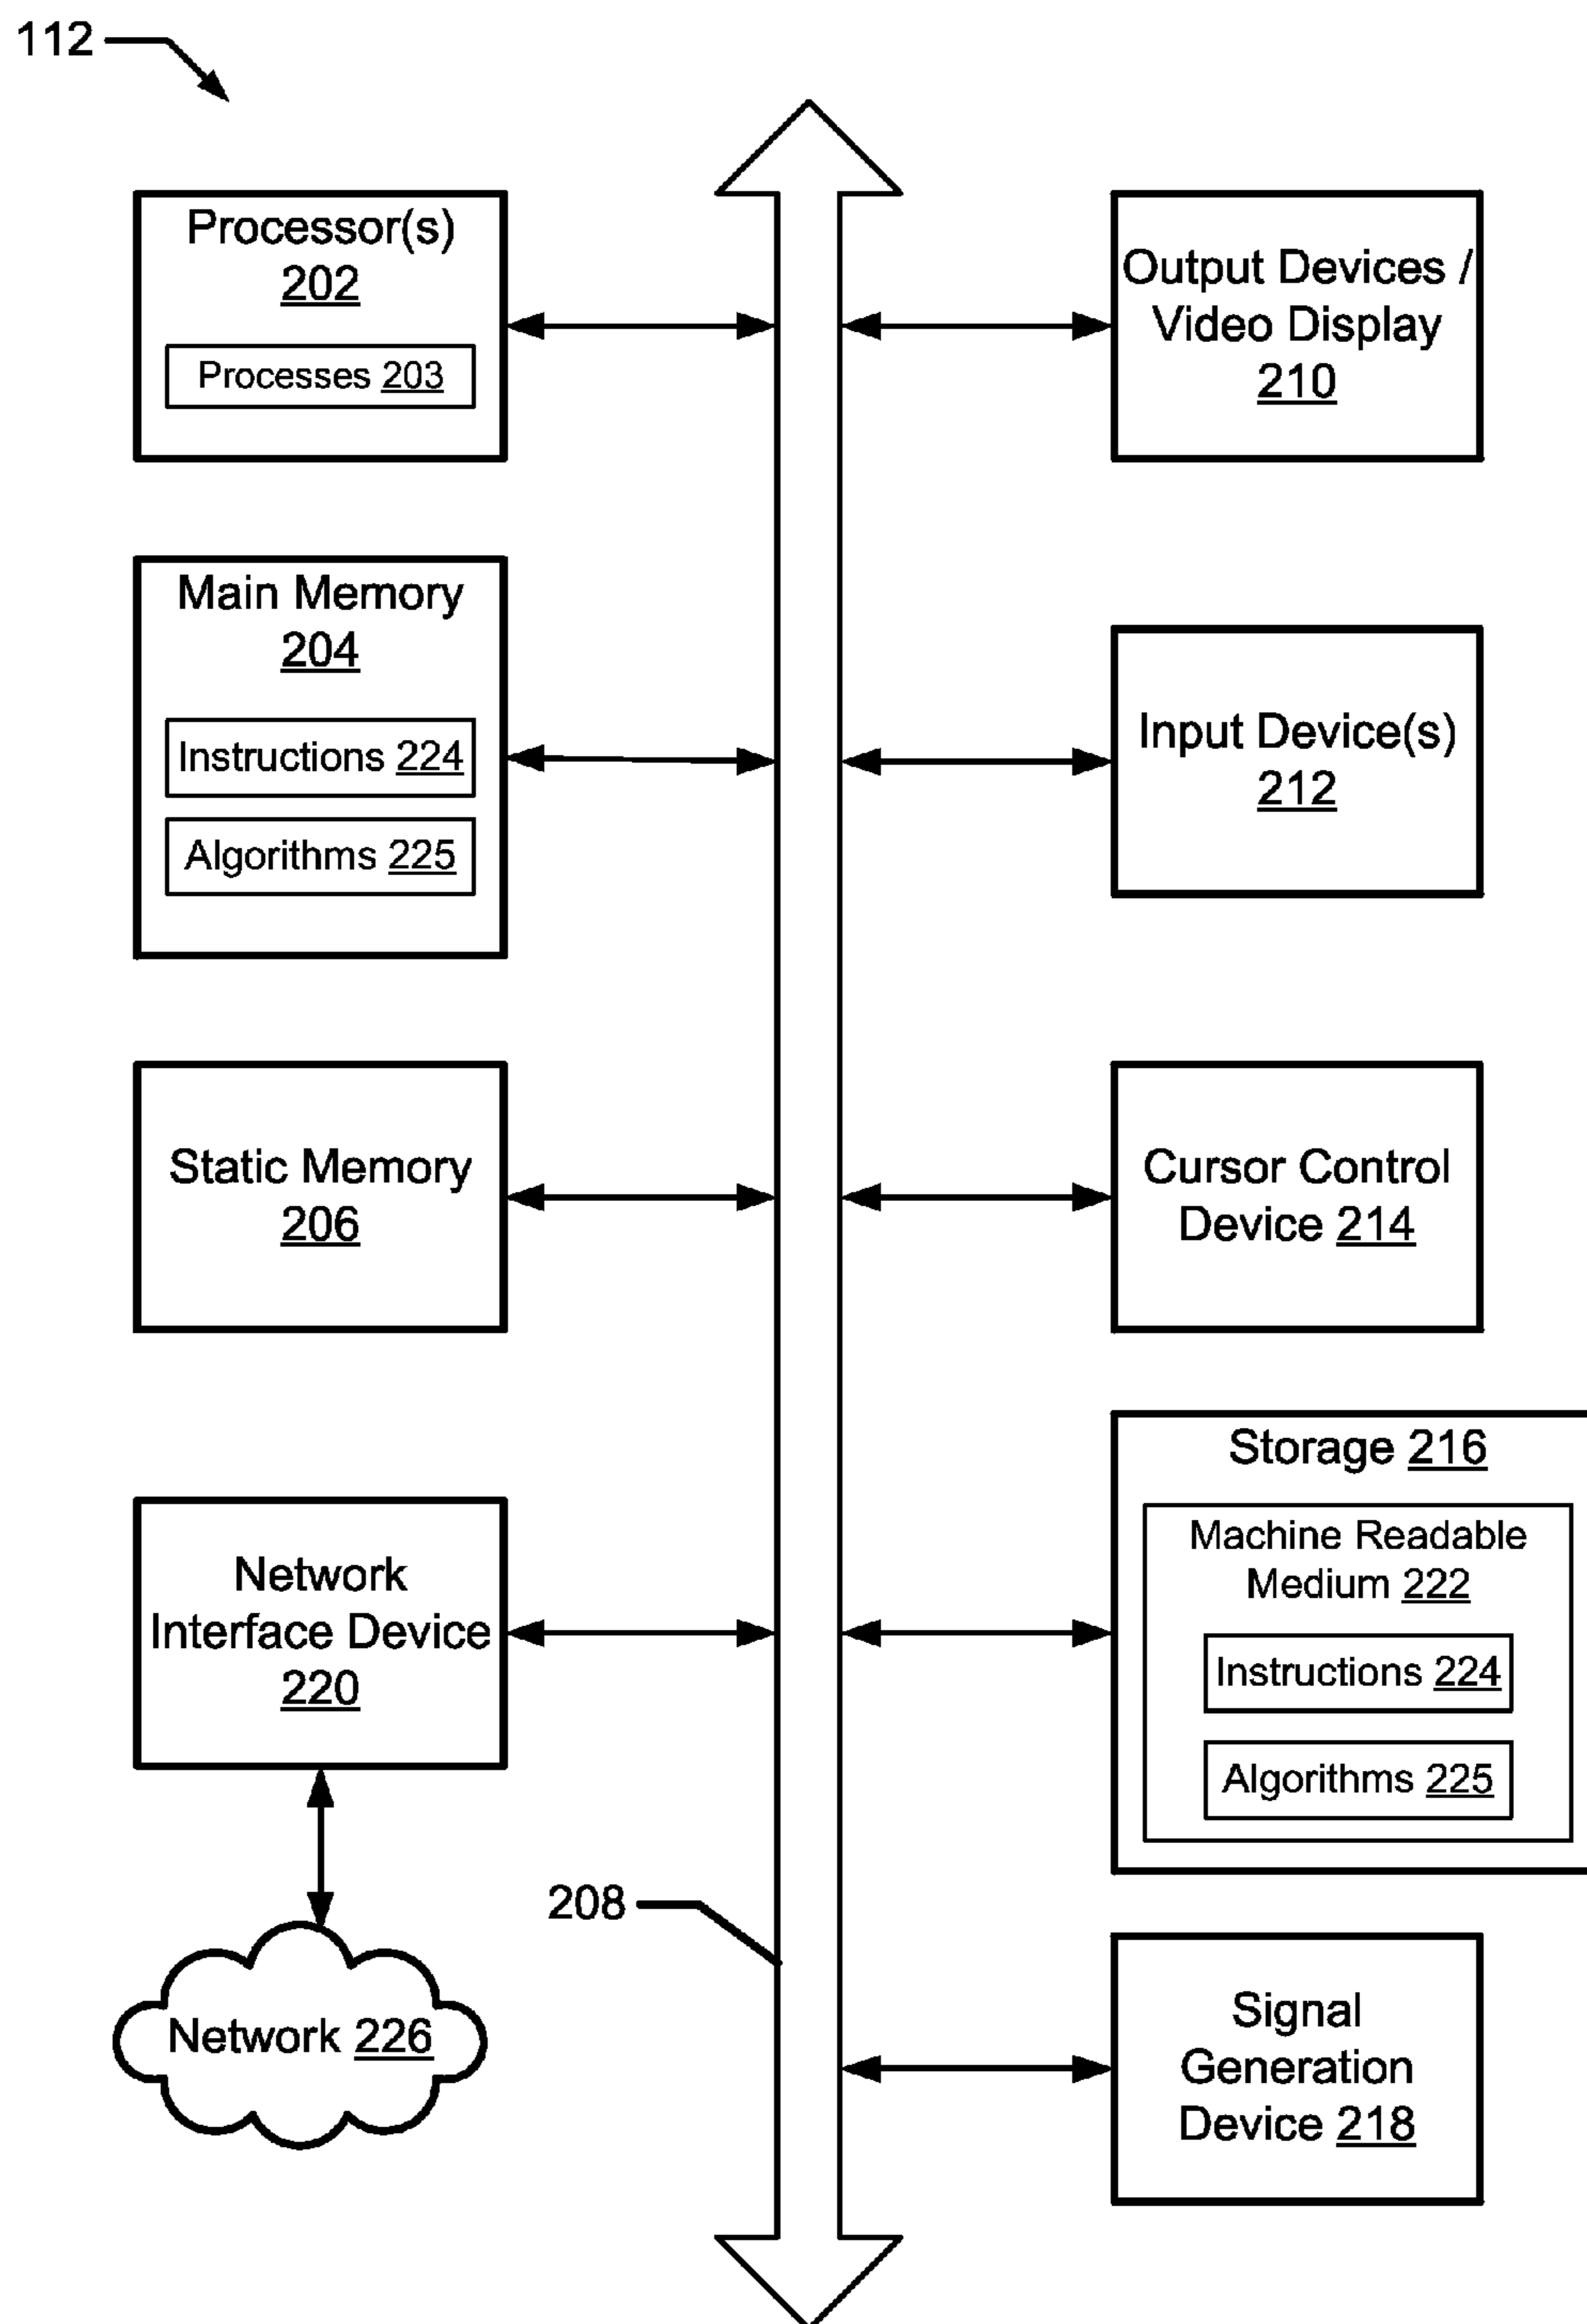 112
Processor(s)
202
Processes 203
Output Devices /
Video Display
210
Main Memory
204
Instructions 224
Algorithms 225
Input Device(s)
212
Static Memory
206
Cursor Control
Device 214
Network
Interface Device
220
Storage 216
Machine Readable
Medium 222
Instructions 224
Algorithms 225
208
Network 226
Signal
Generation
Device 218